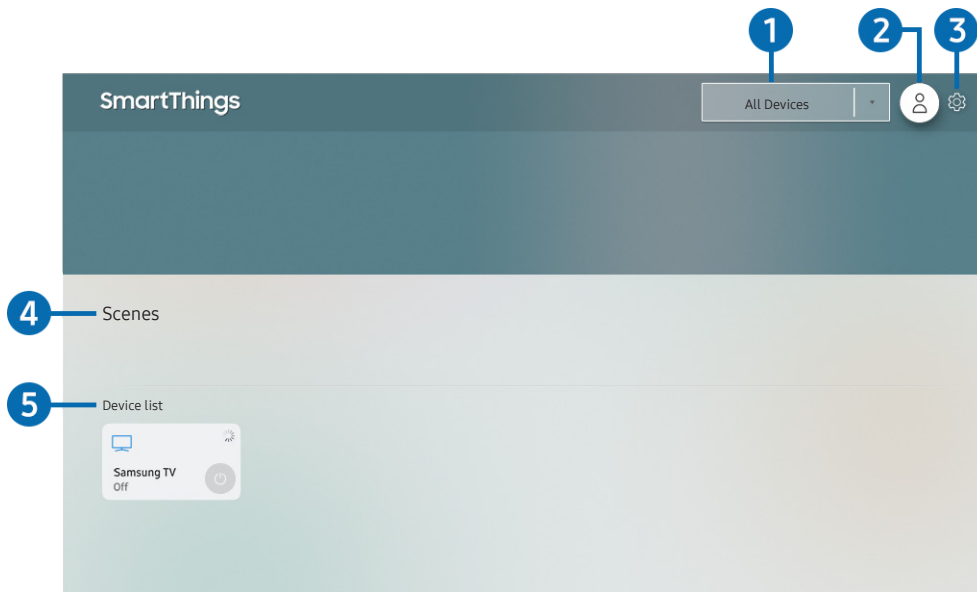 1 2 3
SmartThings
All Devices
4 Scenes
5 Device list
Samsung TV
Off